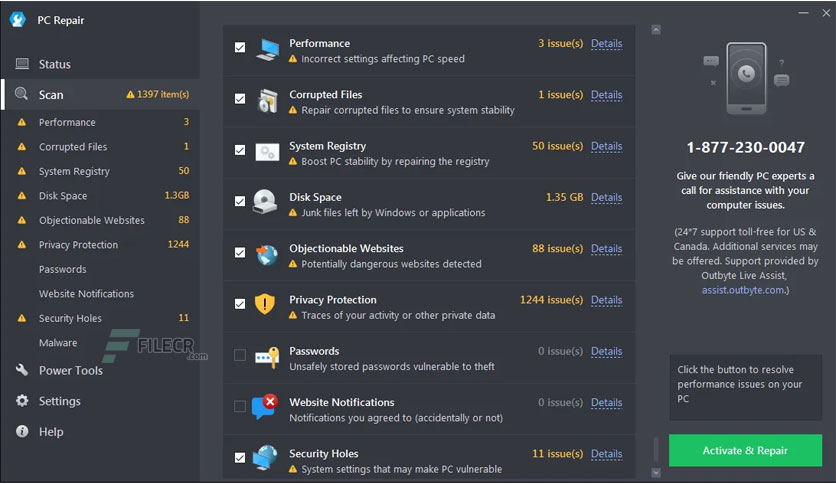 PC Repair
Status
Scan
1397 item(s)
Performance 3
Corrupted Files 1
System Registry 50
Disk Space 1.3GB
Objectionable Websites 88
Privacy Protection 1244
Passwords
Website Notifications
Security Holes 11
Malware
Power Tools
Settings
Help
FILECR
.com
Performance
3 issue(s) Details
Incorrect settings affecting PC speed
Corrupted Files
1 issue(s) Details
Repair corrupted files to ensure system stability
System Registry
50 issue(s) Details
Boost PC stability by repairing the registry
Disk Space
1.35 GB Details
Junk files left by Windows or applications
Objectionable Websites
88 issue(s) Details
Potentially dangerous websites detected
Privacy Protection
1244 issue(s) Details
Traces of your activity or other private data
Passwords
0 issue(s) Details
Unsafely stored passwords vulnerable to theft
Website Notifications
0 issue(s) Details
Notifications you agreed to (accidentally or not)
Security Holes
11 issue(s) Details
System settings that may make PC vulnerable
1-877-230-0047
Give our friendly PC experts a
call for assistance with your
computer issues.
(24*7 support toll-free for US &
Canada. Additional services may
be offered. Support provided by
Outbyte Live Assist,
assist.outbyte.com.)
Click the button to resolve
performance issues on your
PC
Activate & Repair